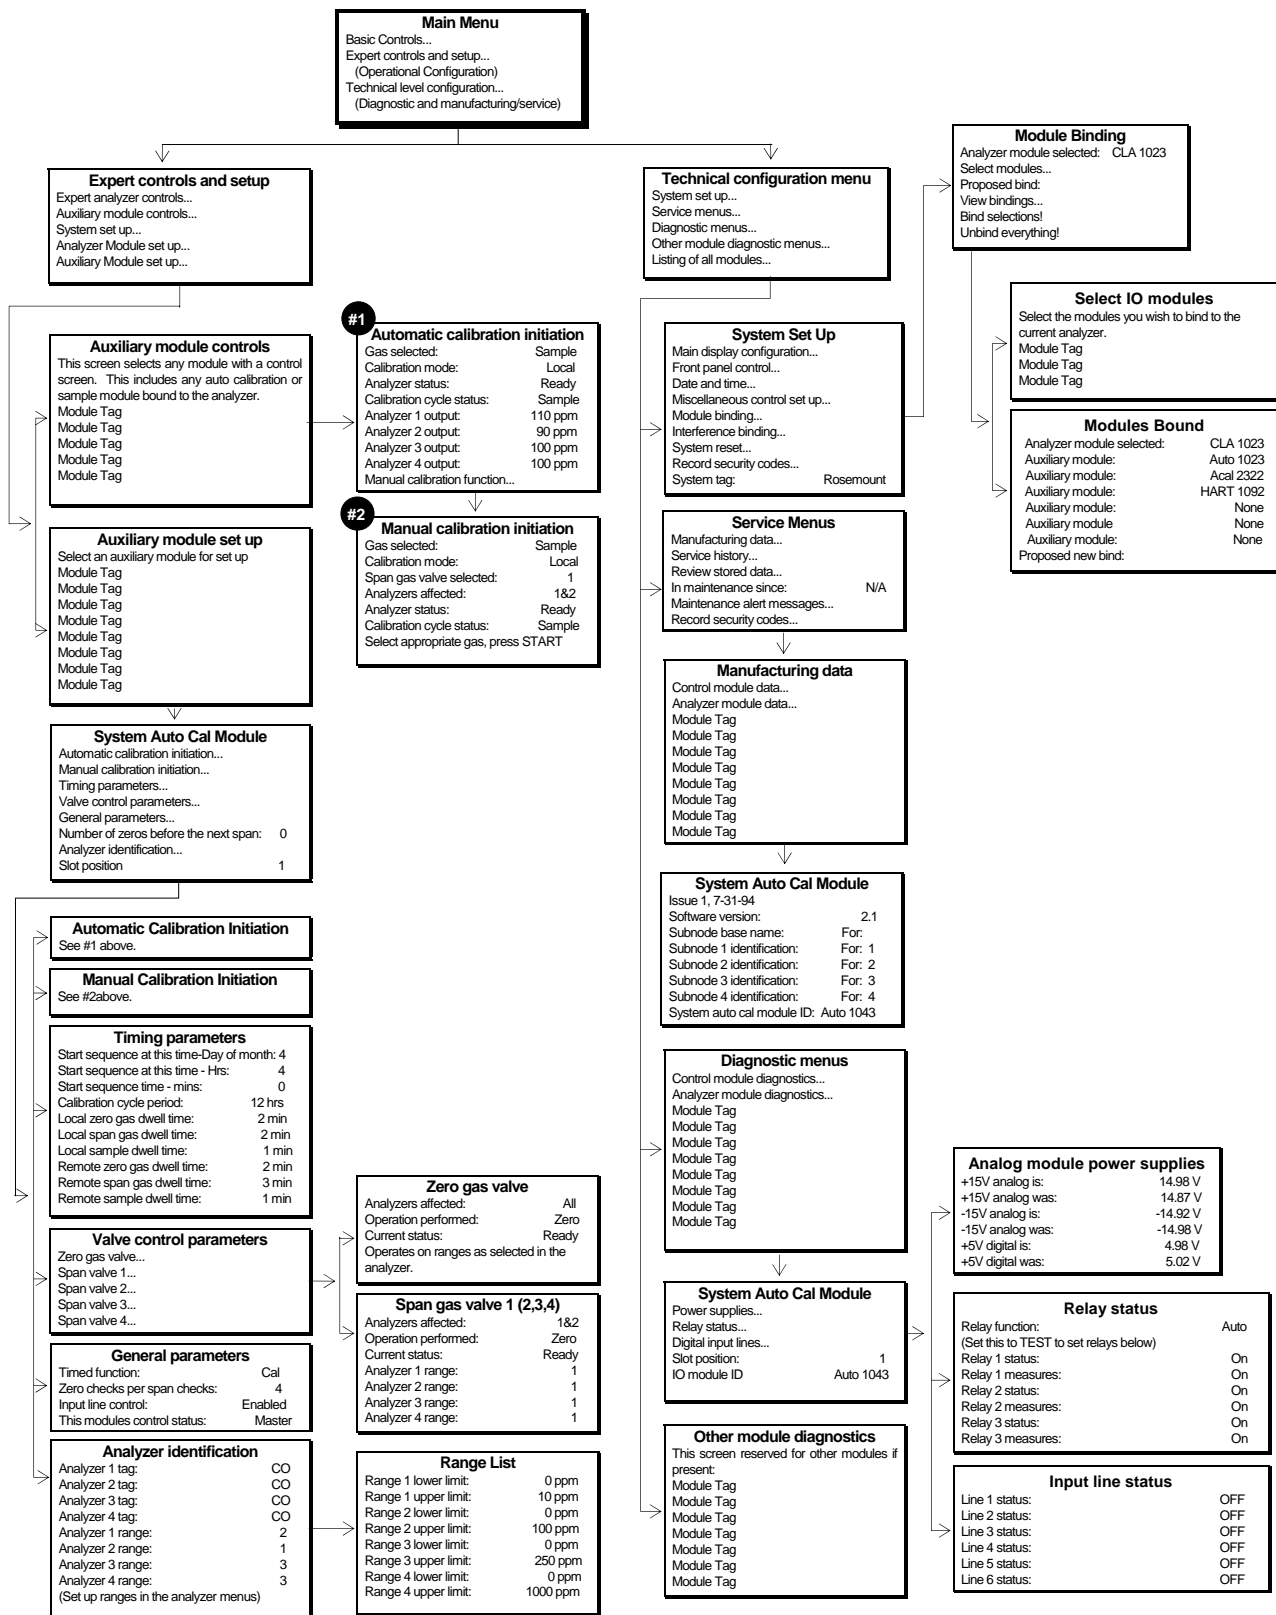 Main Menu
Basic Controls...
Expert controls and setup...
(Operational Configuration)
Technical level configuration...
(Diagnostic and manufacturing/service)
Expert controls and setup
Expert analyzer controls...
Auxiliary module controls...
System set up...
Analyzer Module set up...
Auxiliary Module set up...
Technical configuration menu
System set up...
Service menus...
Diagnostic menus...
Other module diagnostic menus...
Listing of all modules...
Module Binding
Analyzer module selected: CLA 1023
Select modules...
Proposed bind:
View bindings...
Bind selections!
Unbind everything!
Select IO modules
Select the modules you wish to bind to the
current analyzer.
Module Tag
Module Tag
Module Tag
Modules Bound
Analyzer module selected: CLA 1023
Auxiliary module: Auto 1023
Auxiliary module: Acal 2322
Auxiliary module: HART 1092
Auxiliary module: None
Auxiliary module None
Auxiliary module: None
Proposed new bind:
Auxiliary module controls
This screen selects any module with a control
screen. This includes any auto calibration or
sample module bound to the analyzer.
Module Tag
Module Tag
Module Tag
Module Tag
Module Tag
#1
Automatic calibration initiation
Gas selected: Sample
Calibration mode: Local
Analyzer status: Ready
Calibration cycle status: Sample
Analyzer 1 output: 110 ppm
Analyzer 2 output: 90 ppm
Analyzer 3 output: 100 ppm
Analyzer 4 output: 100 ppm
Manual calibration function...
#2
Manual calibration initiation
Gas selected: Sample
Calibration mode: Local
Span gas valve selected: 1
Analyzers affected: 1&2
Analyzer status: Ready
Calibration cycle status: Sample
Select appropriate gas, press START
System Set Up
Main display configuration...
Front panel control...
Date and time...
Miscellaneous control set up...
Module binding...
Interference binding...
System reset...
Record security codes...
System tag: Rosemount
Service Menus
Manufacturing data...
Service history...
Review stored data...
In maintenance since: N/A
Maintenance alert messages...
Record security codes...
Auxiliary module set up
Select an auxiliary module for set up
Module Tag
Module Tag
Module Tag
Module Tag
Module Tag
Module Tag
Module Tag
Module Tag
Manufacturing data
Control module data...
Analyzer module data...
Module Tag
Module Tag
Module Tag
Module Tag
Module Tag
Module Tag
Module Tag
Module Tag
System Auto Cal Module
Automatic calibration initiation...
Manual calibration initiation...
Timing parameters...
Valve control parameters...
General parameters...
Number of zeros before the next span: 0
Analyzer identification...
Slot position 1
System Auto Cal Module
Issue 1, 7-31-94
Software version: 2.1
Subnode base name: For:
Subnode 1 identification: For: 1
Subnode 2 identification: For: 2
Subnode 3 identification: For: 3
Subnode 4 identification: For: 4
System auto cal module ID: Auto 1043
Automatic Calibration Initiation
See #1 above.
Manual Calibration Initiation
See #2above.
Timing parameters
Start sequence at this time-Day of month: 4
Start sequence at this time - Hrs: 4
Start sequence time - mins: 0
Calibration cycle period: 12 hrs
Local zero gas dwell time: 2 min
Local span gas dwell time: 2 min
Local sample dwell time: 1 min
Remote zero gas dwell time: 2 min
Remote span gas dwell time: 3 min
Remote sample dwell time: 1 min
Diagnostic menus
Control module diagnostics...
Analyzer module diagnostics...
Module Tag
Module Tag
Module Tag
Module Tag
Module Tag
Module Tag
Module Tag
Module Tag
Valve control parameters
Zero gas valve...
Span valve 1...
Span valve 2...
Span valve 3...
Span valve 4...
Zero gas valve
Analyzers affected: All
Operation performed: Zero
Current status: Ready
Operates on ranges as selected in the
analyzer.
Span gas valve 1 (2,3,4)
Analyzers affected: 1&2
Operation performed: Zero
Current status: Ready
Analyzer 1 range: 1
Analyzer 2 range: 1
Analyzer 3 range: 1
Analyzer 4 range: 1
System Auto Cal Module
Power supplies...
Relay status...
Digital input lines...
Slot position: 1
IO module ID Auto 1043
Analog module power supplies
+15V analog is: 14.98 V
+15V analog was: 14.87 V
-15V analog is: -14.92 V
-15V analog was: -14.98 V
+5V digital is: 4.98 V
+5V digital was: 5.02 V
Relay status
Relay function: Auto
(Set this to TEST to set relays below)
Relay 1 status: On
Relay 1 measures: On
Relay 2 status: On
Relay 2 measures: On
Relay 3 status: On
Relay 3 measures: On
General parameters
Timed function: Cal
Zero checks per span checks: 4
Input line control: Enabled
This modules control status: Master
Analyzer identification
Analyzer 1 tag: CO
Analyzer 2 tag: CO
Analyzer 3 tag: CO
Analyzer 4 tag: CO
Analyzer 1 range: 2
Analyzer 2 range: 1
Analyzer 3 range: 3
Analyzer 4 range: 3
(Set up ranges in the analyzer menus)
Range List
Range 1 lower limit: 0 ppm
Range 1 upper limit: 10 ppm
Range 2 lower limit: 0 ppm
Range 2 upper limit: 100 ppm
Range 3 lower limit: 0 ppm
Range 3 upper limit: 250 ppm
Range 4 lower limit: 0 ppm
Range 4 upper limit: 1000 ppm
Other module diagnostics
This screen reserved for other modules if
present:
Module Tag
Module Tag
Module Tag
Module Tag
Module Tag
Module Tag
Module Tag
Input line status
Line 1 status: OFF
Line 2 status: OFF
Line 3 status: OFF
Line 4 status: OFF
Line 5 status: OFF
Line 6 status: OFF